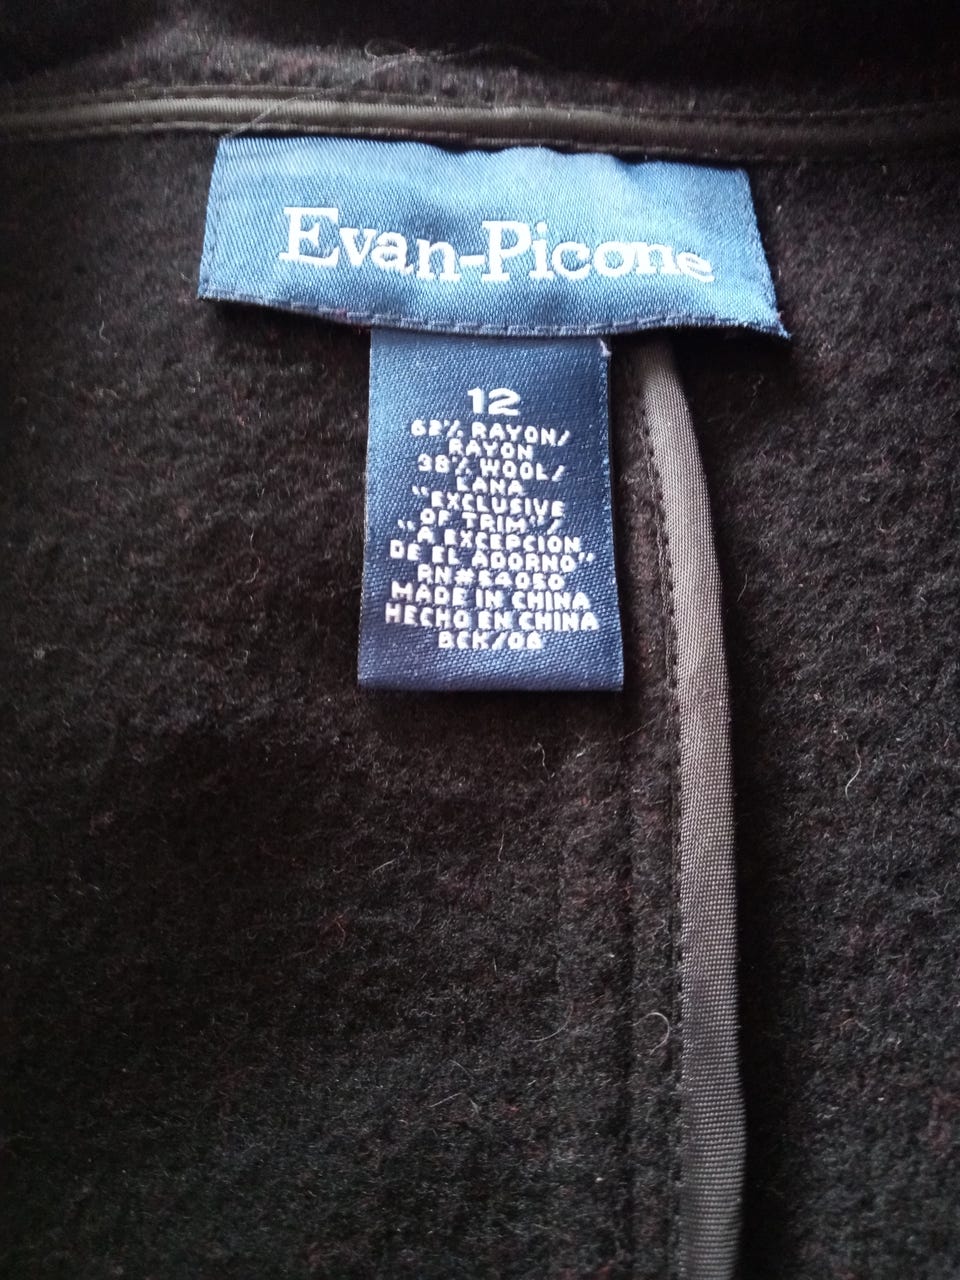 Evan-Picone
12
62% RAYON/
RAYON
38% WOOL/
LANA
"EXCLUSIVE
OF TRIM"/
"A EXCEPCION
DE EL ADORNO"
RN#54050
MADE IN CHINA
HECHO EN CHINA
BCK/08